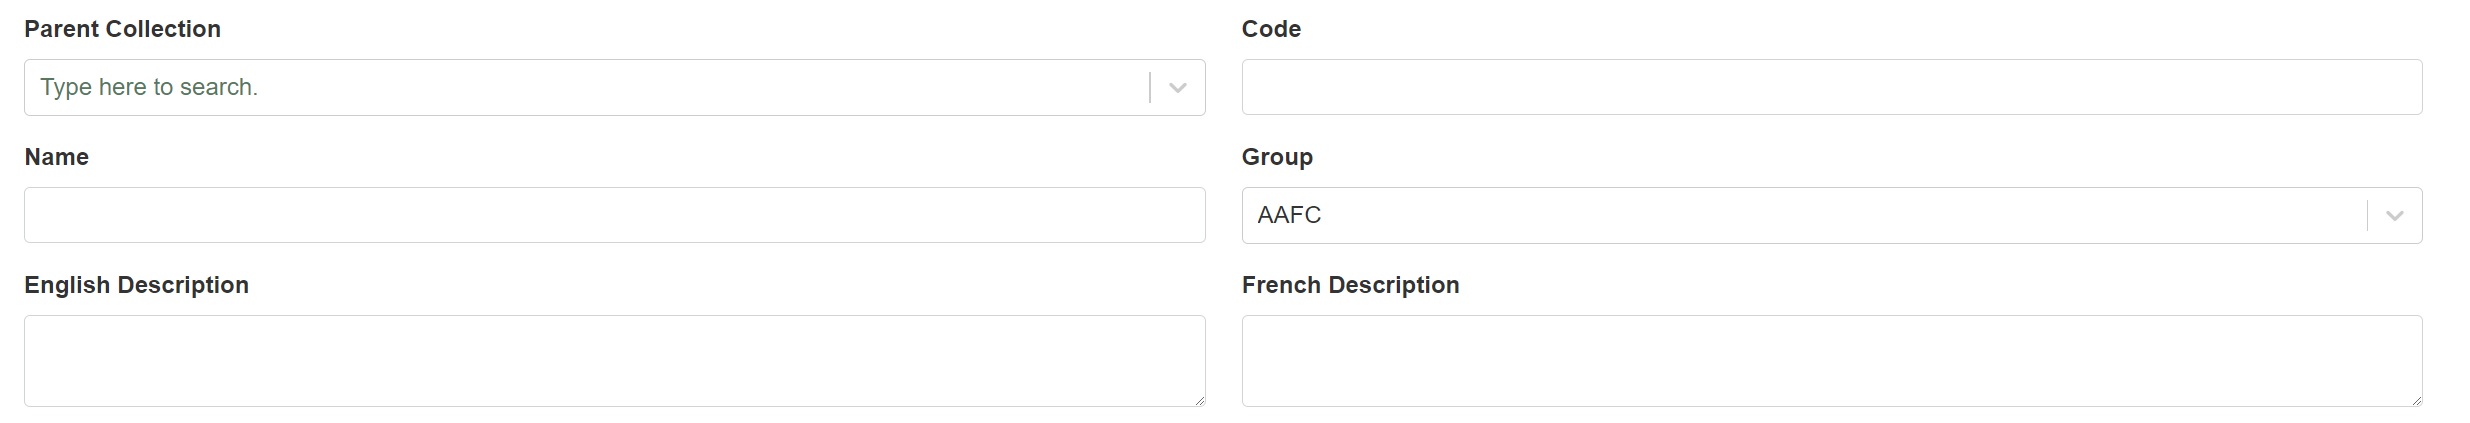 Parent Collection
Code
Type here to search.
Name
Group
AAFC
English Description
French Description